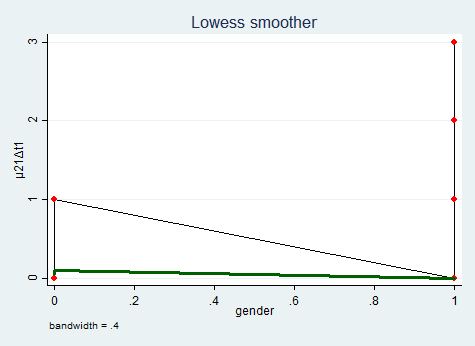 Lowess smoother
3
2
1
0
µ21Δt1
0 .2 .4 .6 .8 1
gender
bandwidth = .4